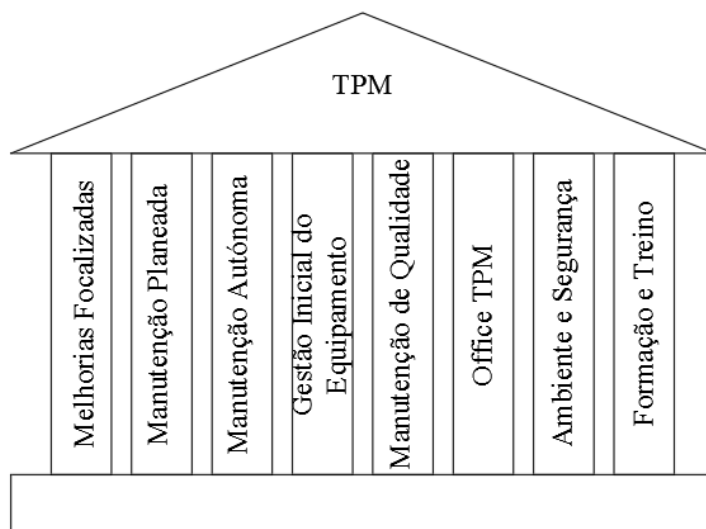 TPM
Melhorias Focalizadas
Manutenção Planeada
Manutenção Autónoma
Gestão Inicial do
Equipamento
Manutenção de Qualidade
Office TPM
Ambiente e Segurança
Formação e Treino